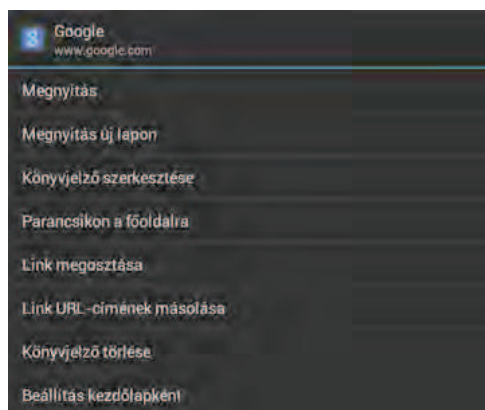 Google
www.google.com
Megnyitás
Megnyitás új lapon
Könyvjelző szerkesztése
Parancsikon a főoldalra
Link megosztása
Link URL-címének másolása
Könyvjelző törlése
Beállítás kezdőlapként